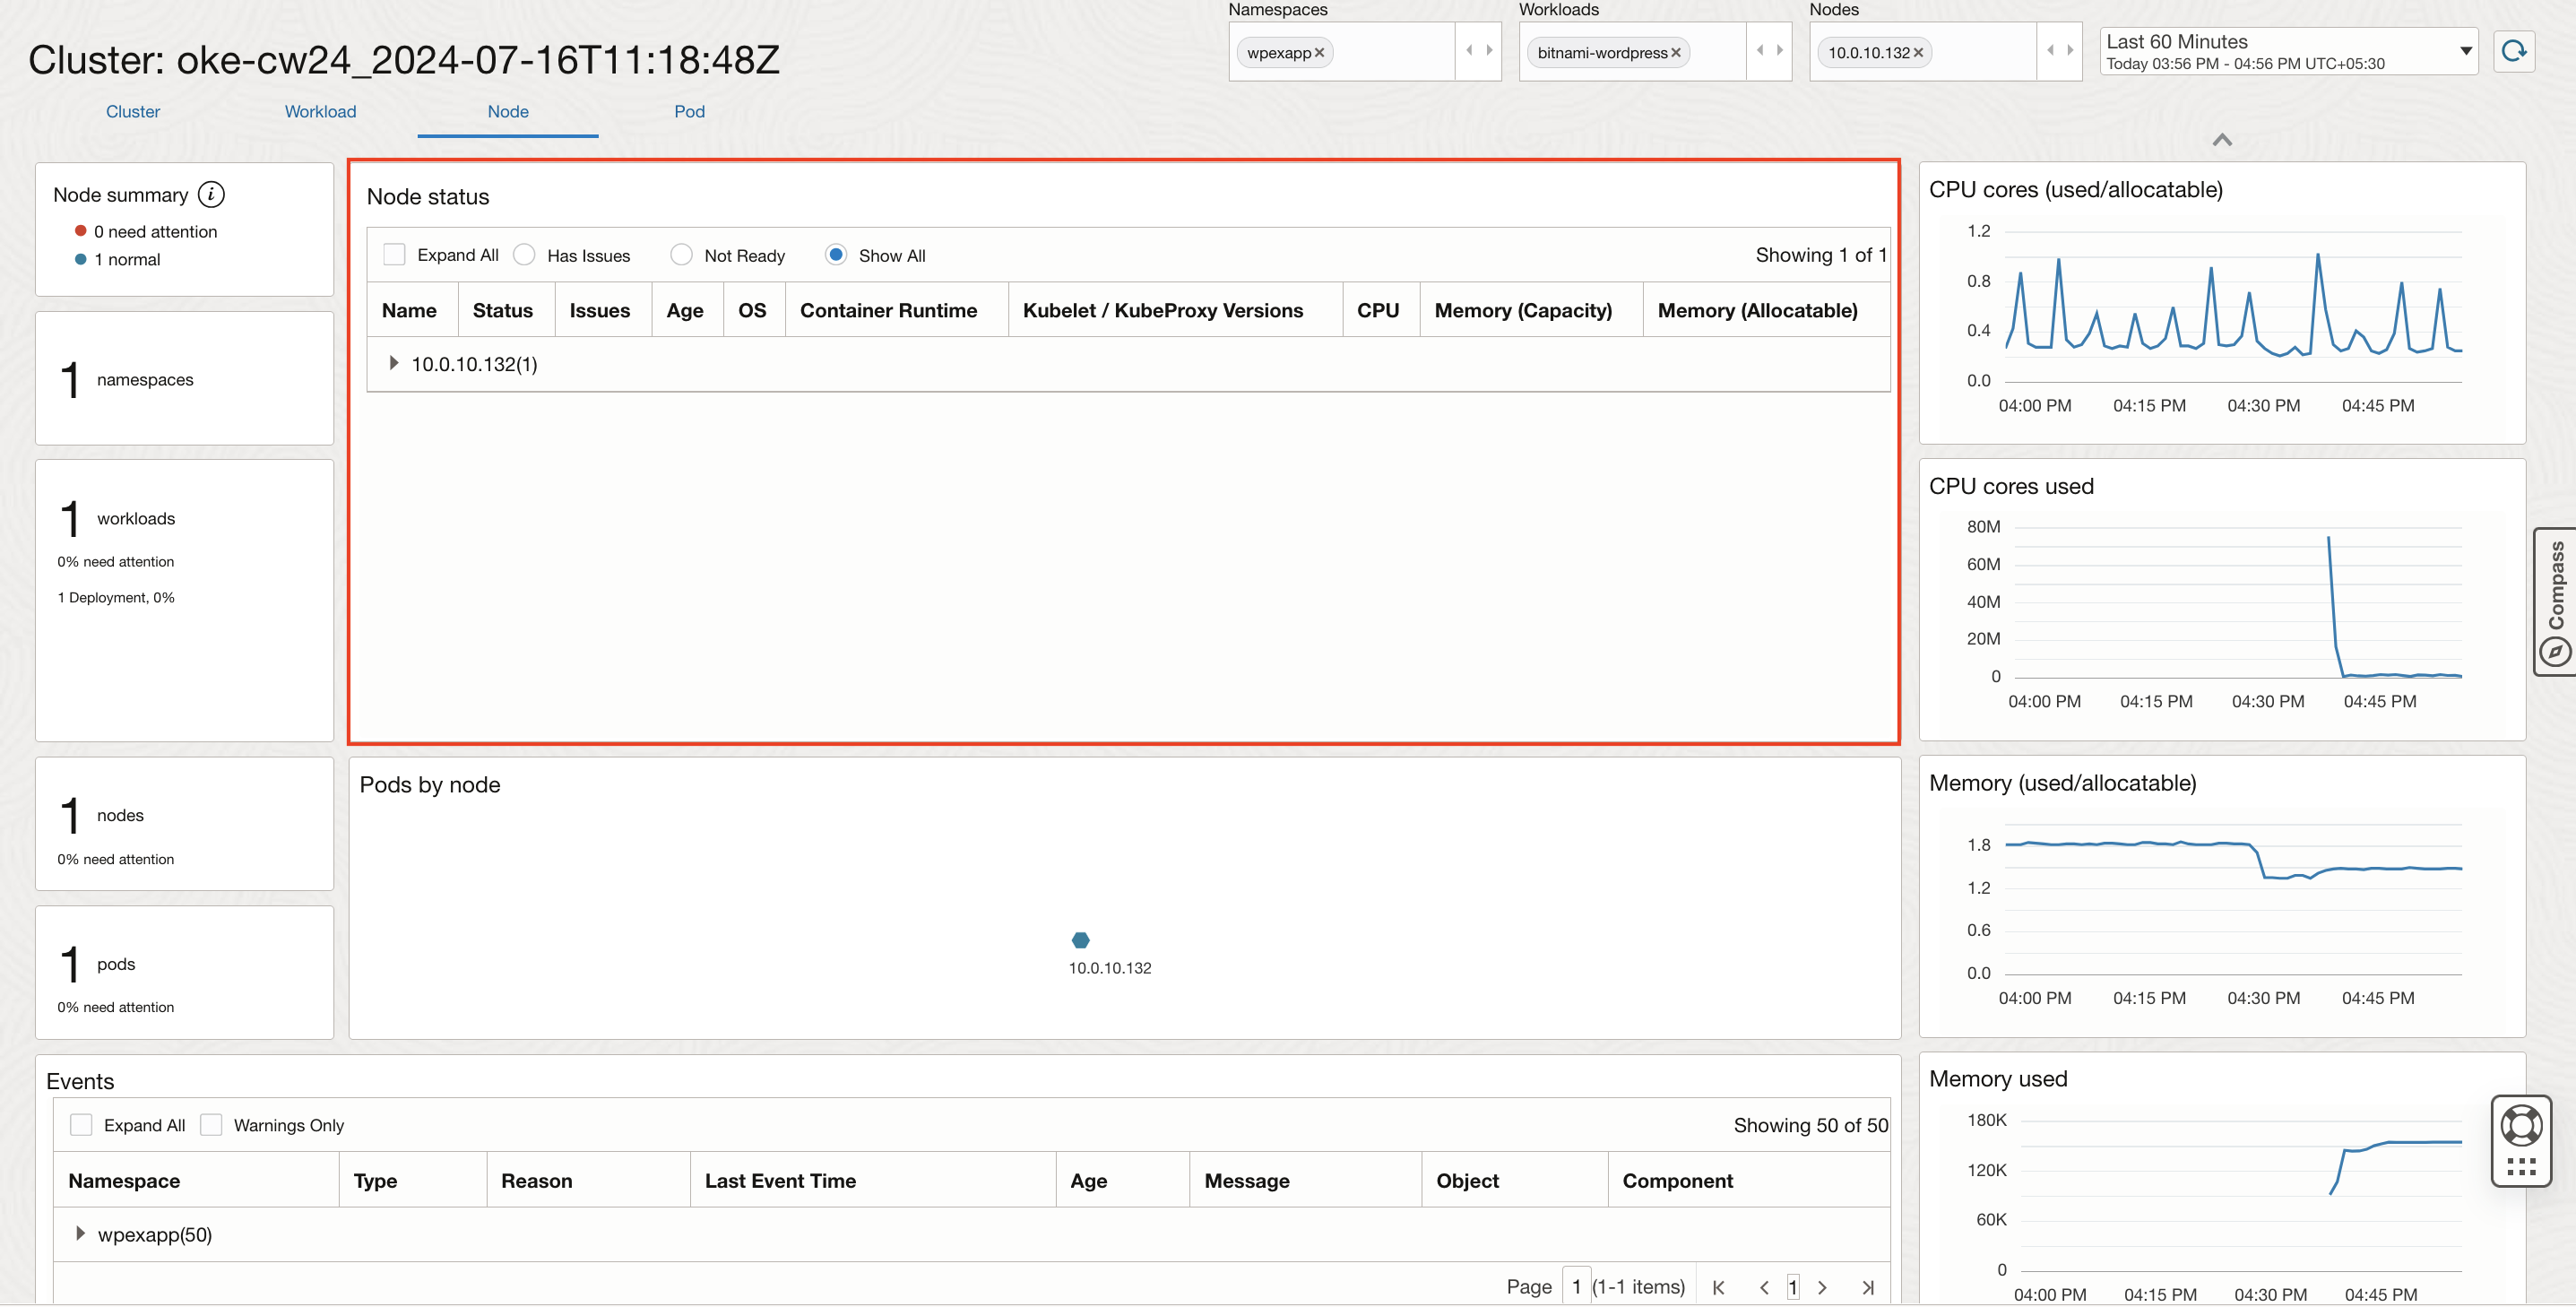 Namespaces
Workloads
Nodes
Cluster: oke-cw24_2024-07-16T11:18:48Z
wpexapp×
bitnami-wordpress×
10.0.10.132×
Last 60 Minutes
Today 03:56 PM - 04:56 PM UTC+05:30
Cluster
Workload
Node
Pod
Node summary i
0 need attention
1 normal
1 namespaces
1 workloads
0% need attention
1 Deployment, 0%
1 nodes
0% need attention
1 pods
0% need attention
Node status
Expand All Has Issues Not Ready Show All Showing 1 of 1
Name Status Issues Age OS Container Runtime Kubelet / KubeProxy Versions CPU Memory (Capacity) Memory (Allocatable)
10.0.10.132(1)
Pods by node
10.0.10.132
Events
Expand All Warnings Only Showing 50 of 50
Namespace Type Reason Last Event Time Age Message Object Component
wpexapp(50)
Page 1 (1-1 items) 1
CPU cores (used/allocatable)
1.2
0.8
0.4
0.0
04:00 PM 04:15 PM 04:30 PM 04:45 PM
CPU cores used
80M
60M
40M
20M
0
04:00 PM 04:15 PM 04:30 PM 04:45 PM
Memory (used/allocatable)
1.8
1.2
0.6
0.0
04:00 PM 04:15 PM 04:30 PM 04:45 PM
Memory used
180K
120K
60K
0
04:00 PM 04:15 PM 04:30 PM 04:45 PM
Compass